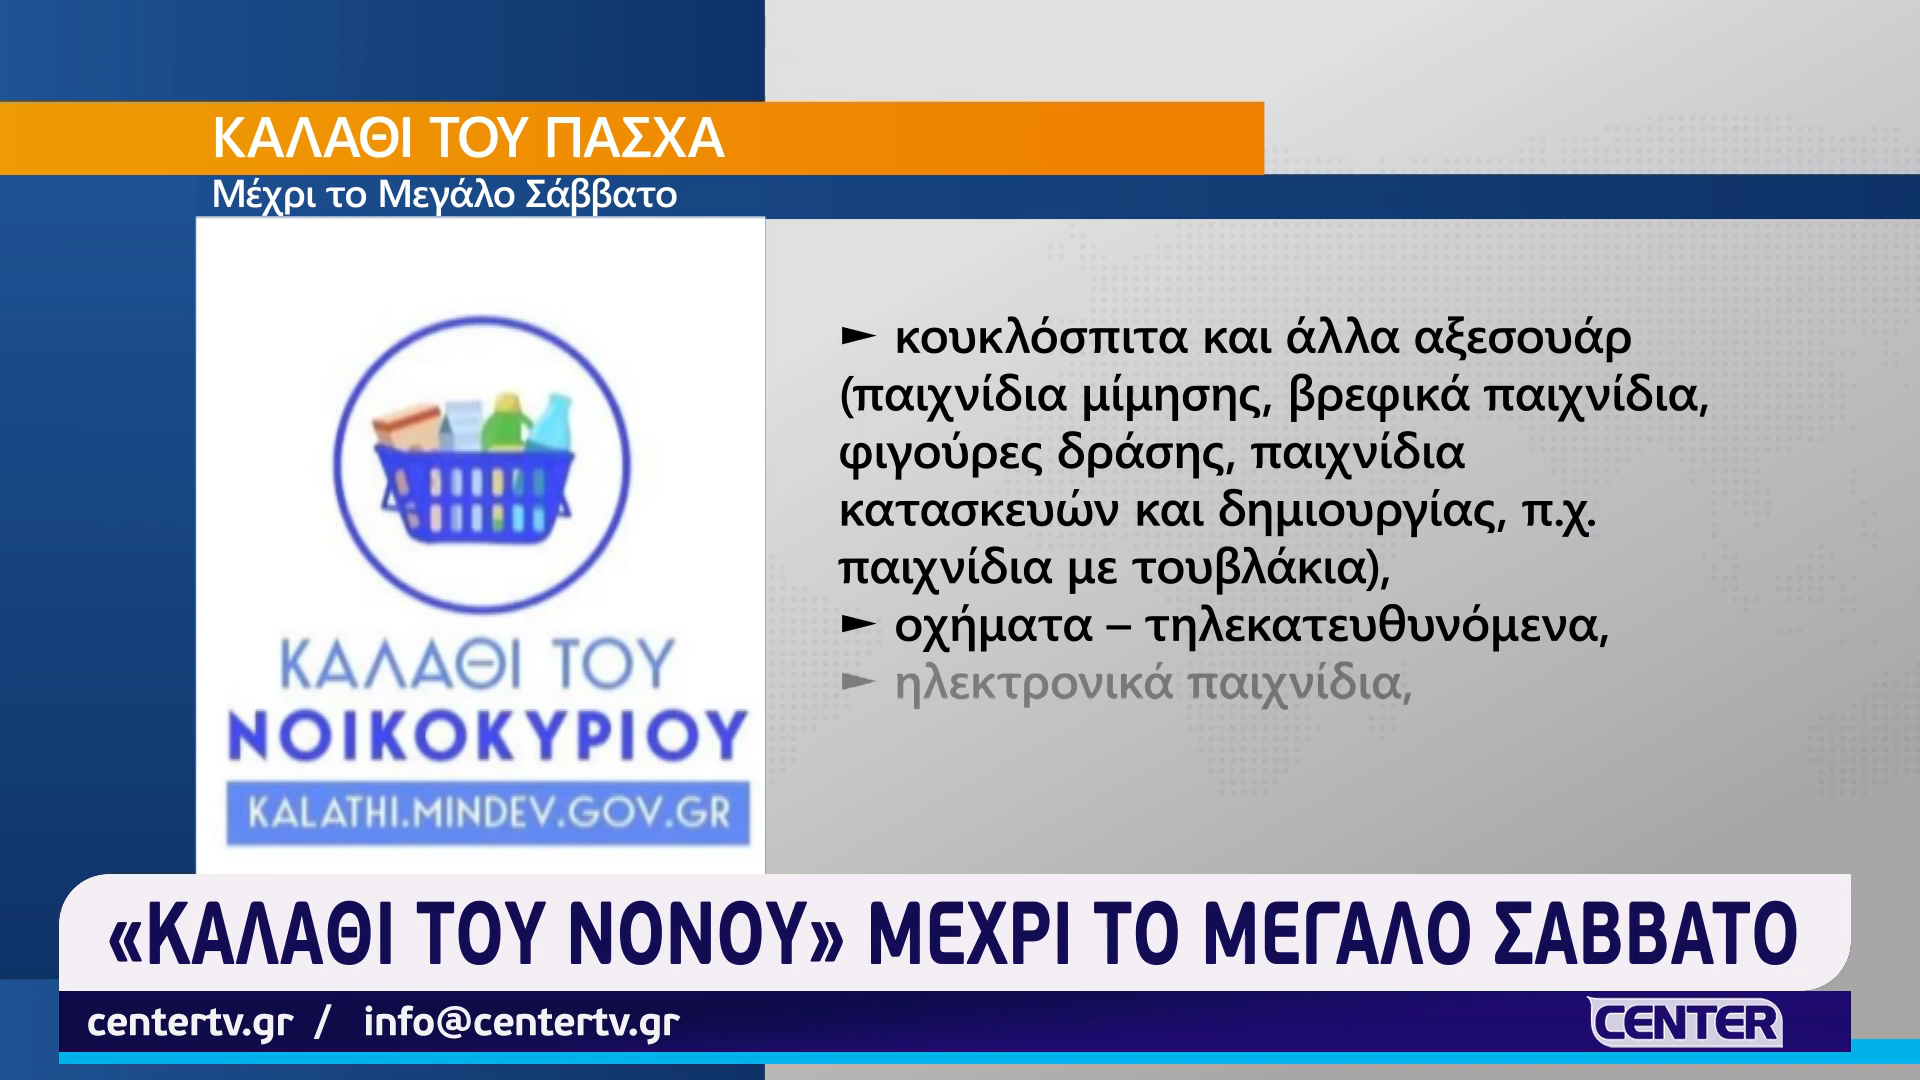 ΚΑΛΑΘΙ ΤΟΥ ΠΑΣΧΑ
Μέχρι το Μεγάλο Σάββατο
ΚΑΛΑΘΙ ΤΟΥ
ΝΟΙΚΟΚΥΡΙΟΥ
KALATHI.MINDEV.GOV.GR
► κουκλόσπιτα και άλλα αξεσουάρ
(παιχνίδια μίμησης, βρεφικά παιχνίδια,
φιγούρες δράσης, παιχνίδια
κατασκευών και δημιουργίας, π.χ.
παιχνίδια με τουβλάκια),
► οχήματα – τηλεκατευθυνόμενα,
► ηλεκτρονικά παιχνίδια,
«ΚΑΛΑΘΙ ΤΟΥ ΝΟΝΟΥ» ΜΕΧΡΙ ΤΟ ΜΕΓΑΛΟ ΣΑΒΒΑΤΟ
centertv.gr / info@centertv.gr
CENTER